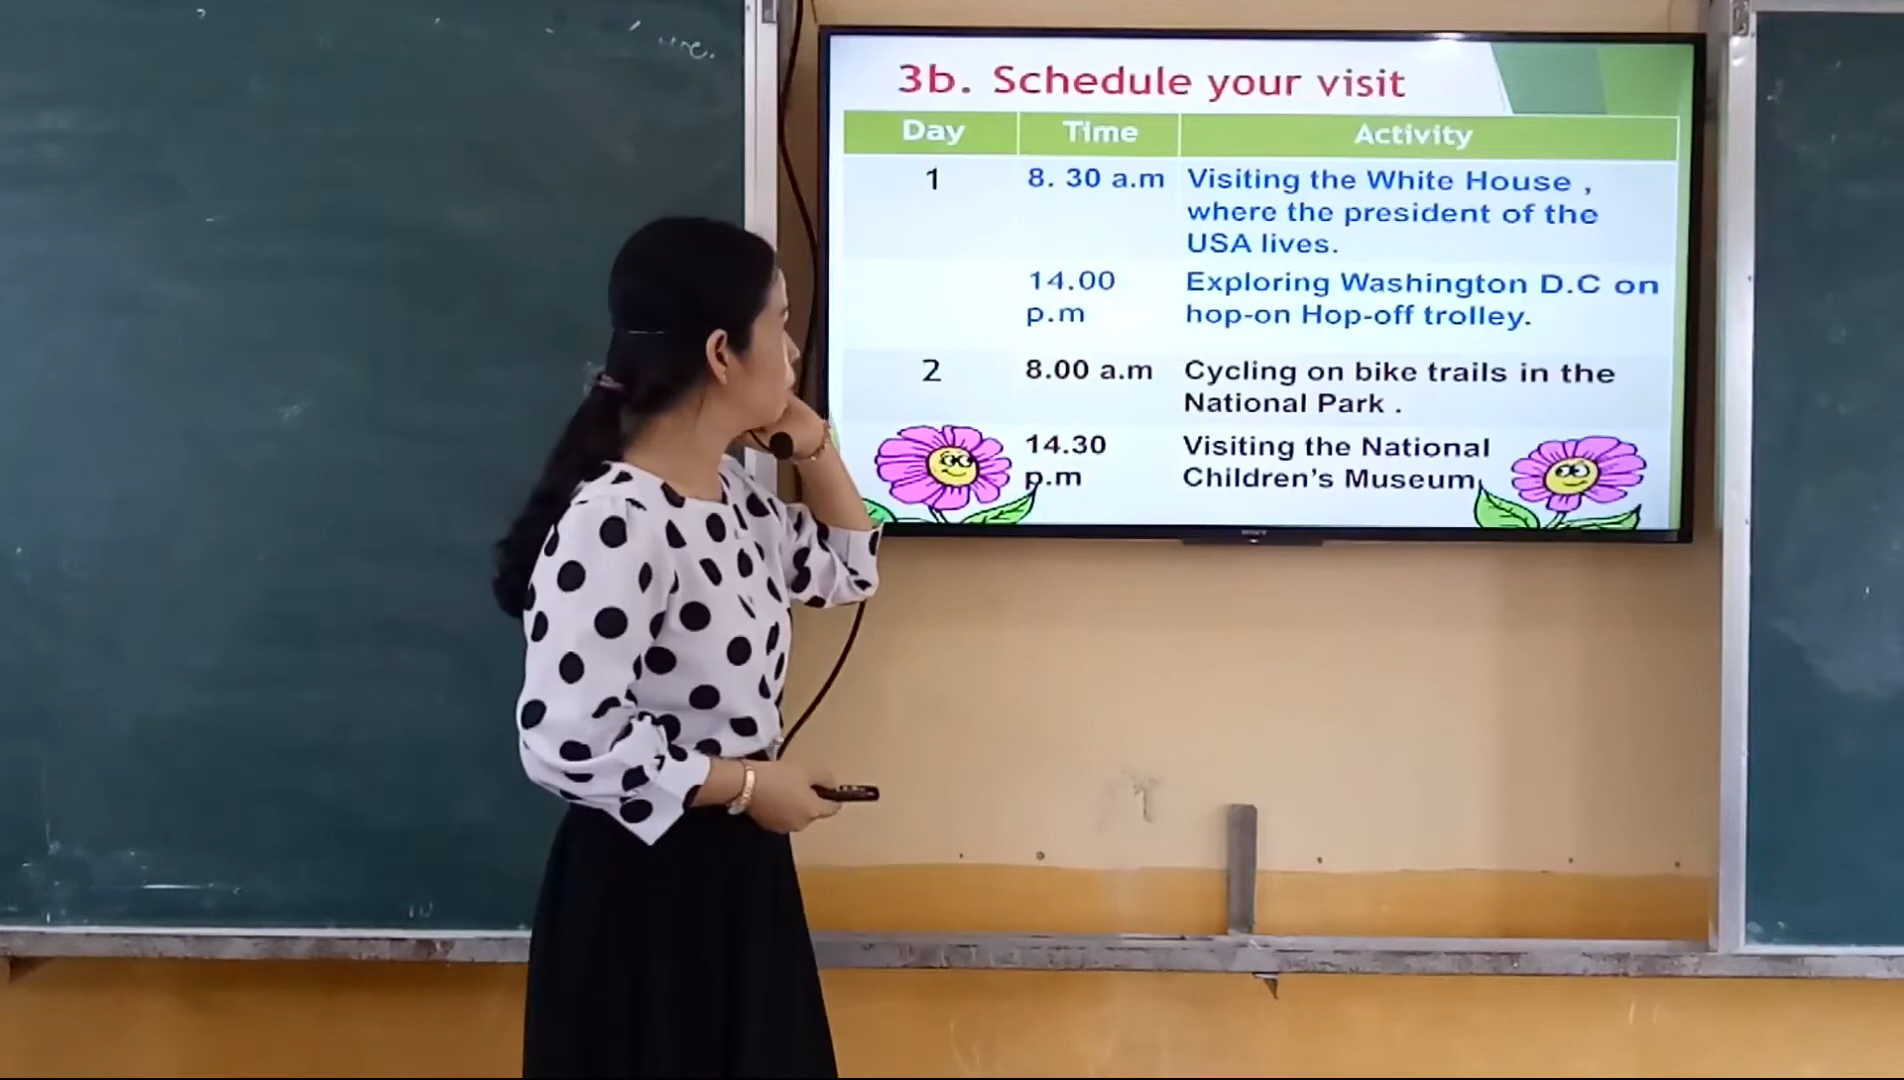 3b. Schedule your visit
Day Time Activity
1 8. 30 a.m Visiting the White House ,
where the president of the
USA lives.
14.00 Exploring Washington D.C on
p.m hop-on Hop-off trolley.
2 8.00 a.m Cycling on bike trails in the
National Park .
14.30 Visiting the National
p.m Children's Museum